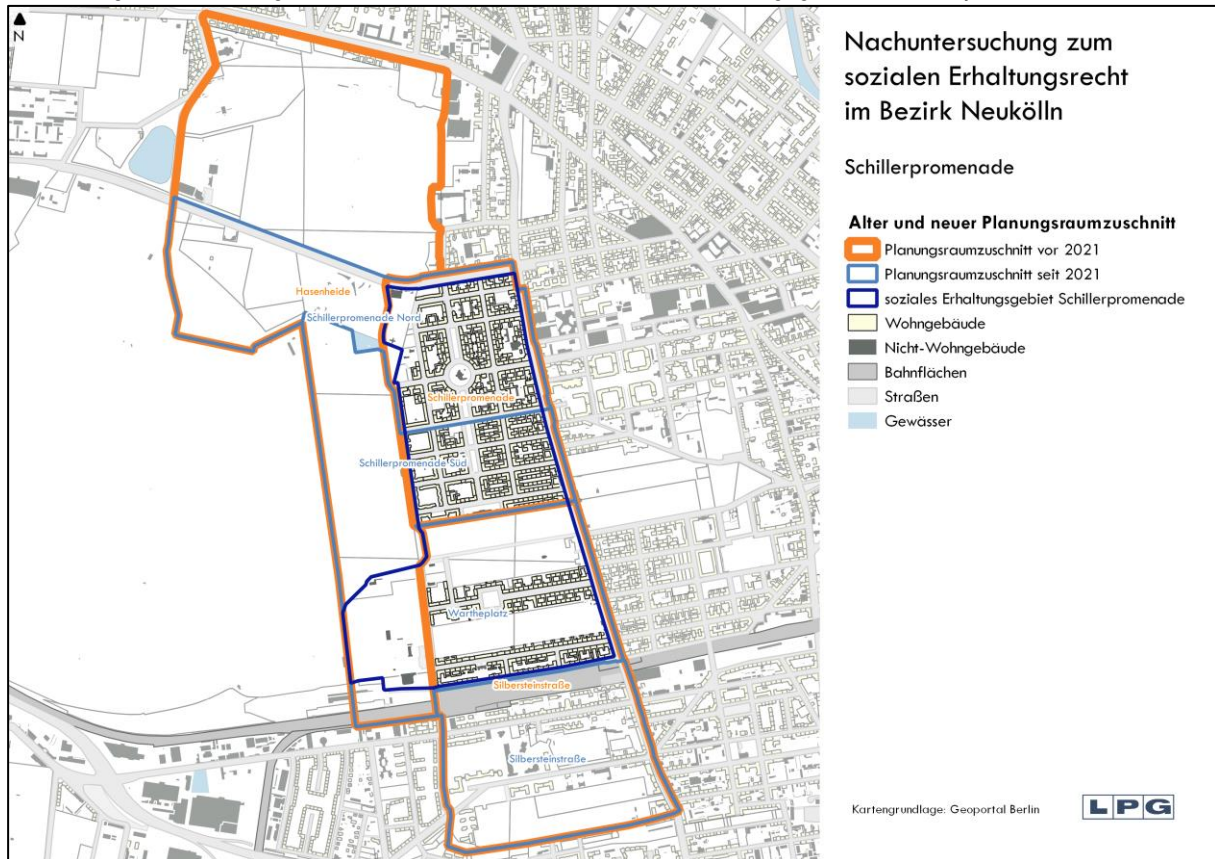 N
Nachuntersuchung zum
sozialen Erhaltungsrecht
im Bezirk Neukölln
Schillerpromenade
Alter und neuer Planungsraumzuschnitt
Planungsraumzuschnitt vor 2021
Planungsraumzuschnitt seit 2021
soziales Erhaltungsgebiet Schillerpromenade
Wohngebäude
Nicht-Wohngebäude
Bahnflächen
Straßen
Gewässer
Hasenheide
Schillerpromenade Nord
Schillerpromenade
Schillerpromenade Süd
Wartheplatz
Silbersteinstraße
Silbersteinstraße
Kartengrundlage: Geoportal Berlin
LPG